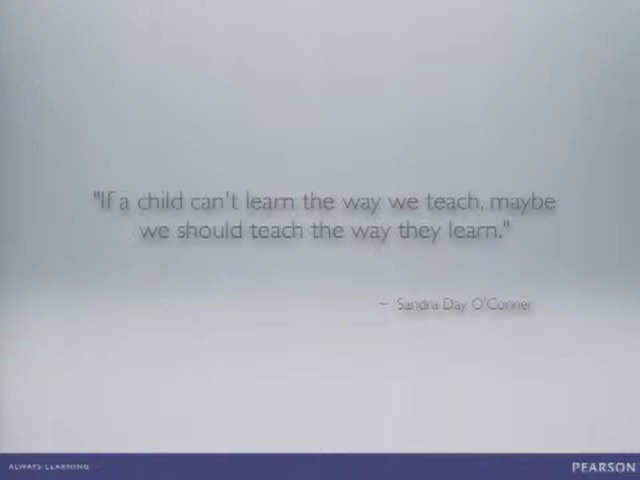 "If a child can't learn the way we teach, maybe
we should teach the way they learn."
– Sandra Day O'Conner
ALWAYS LEARNING
PEARSON